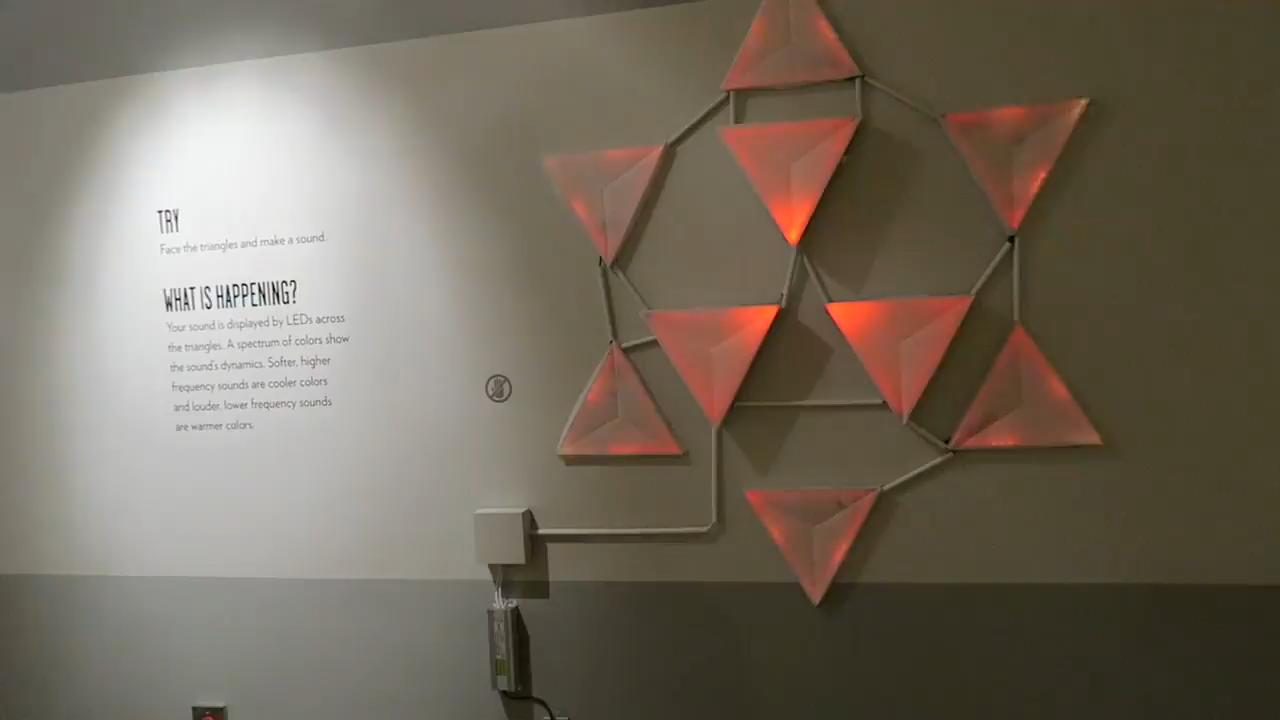 TRY
Face the triangles and make a sound.
WHAT IS HAPPENING?
Your sound is displayed by LEDs across
the triangles. A spectrum of colors show
the sound's dynamics. Softer, higher
frequency sounds are cooler colors
and louder, lower frequency sounds
are warmer colors.